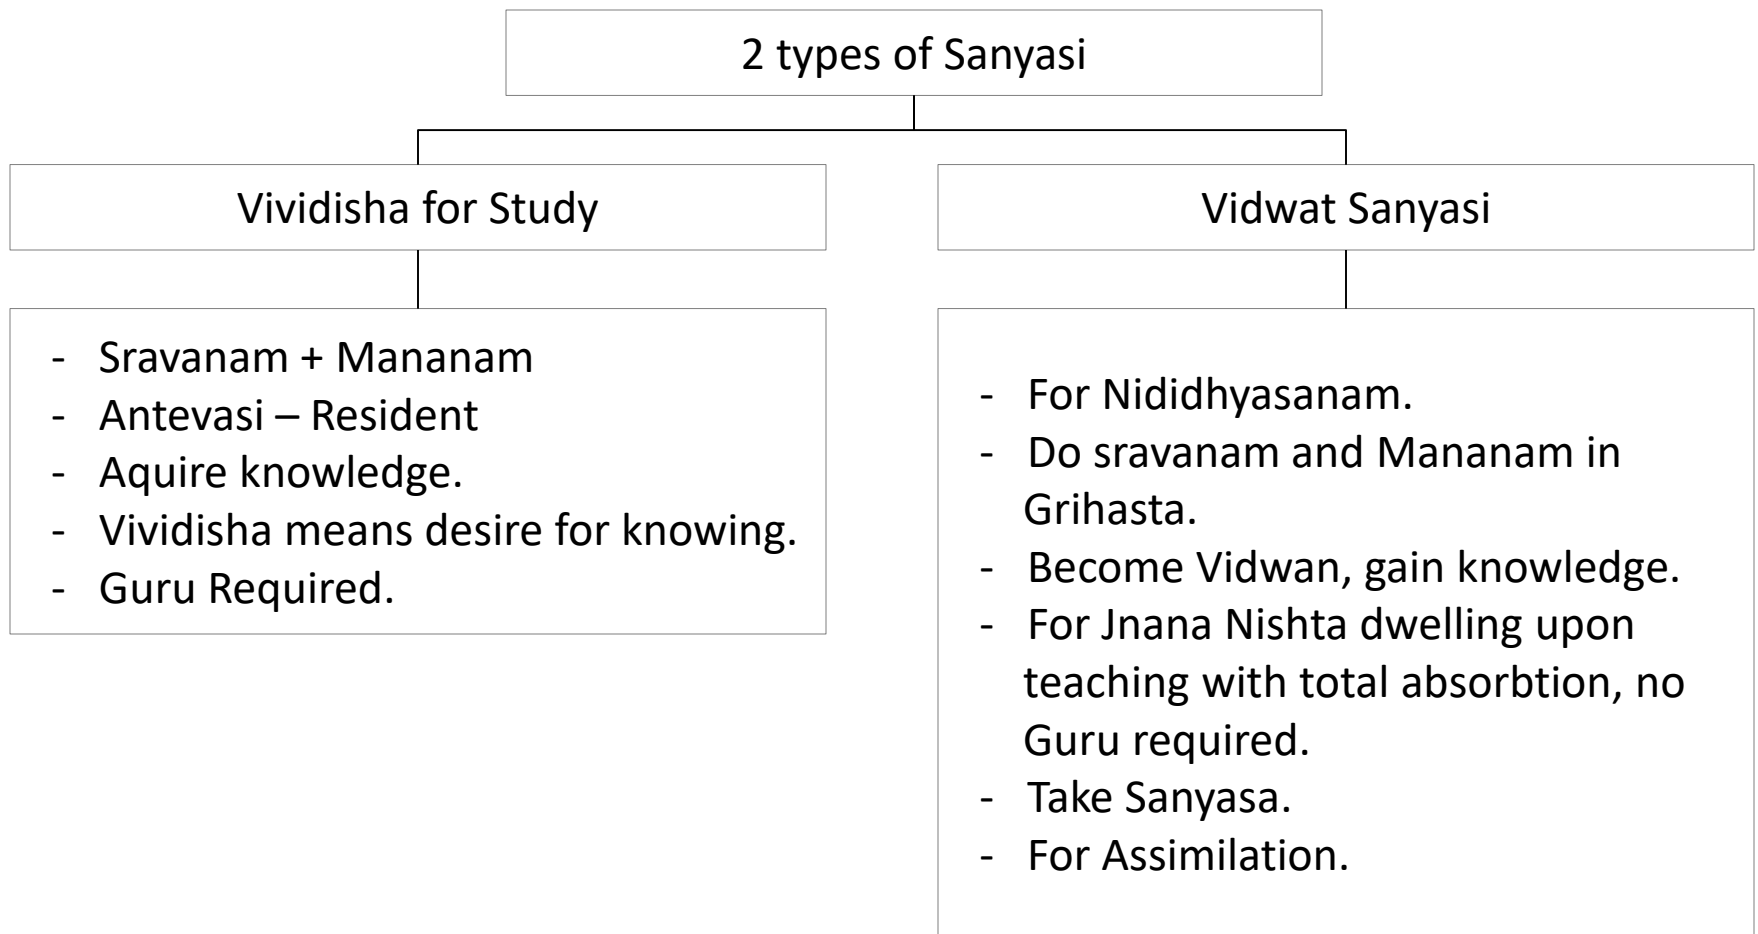 2 types of Sanyasi
Vividisha for Study
- Sravanam + Mananam
- Antevasi – Resident
- Aquire knowledge.
- Vividisha means desire for knowing.
- Guru Required.
Vidwat Sanyasi
- For Nididhyasanam.
- Do sravanam and Mananam in
Grihasta.
- Become Vidwan, gain knowledge.
- For Jnana Nishta dwelling upon
teaching with total absorbtion, no
Guru required.
- Take Sanyasa.
- For Assimilation.